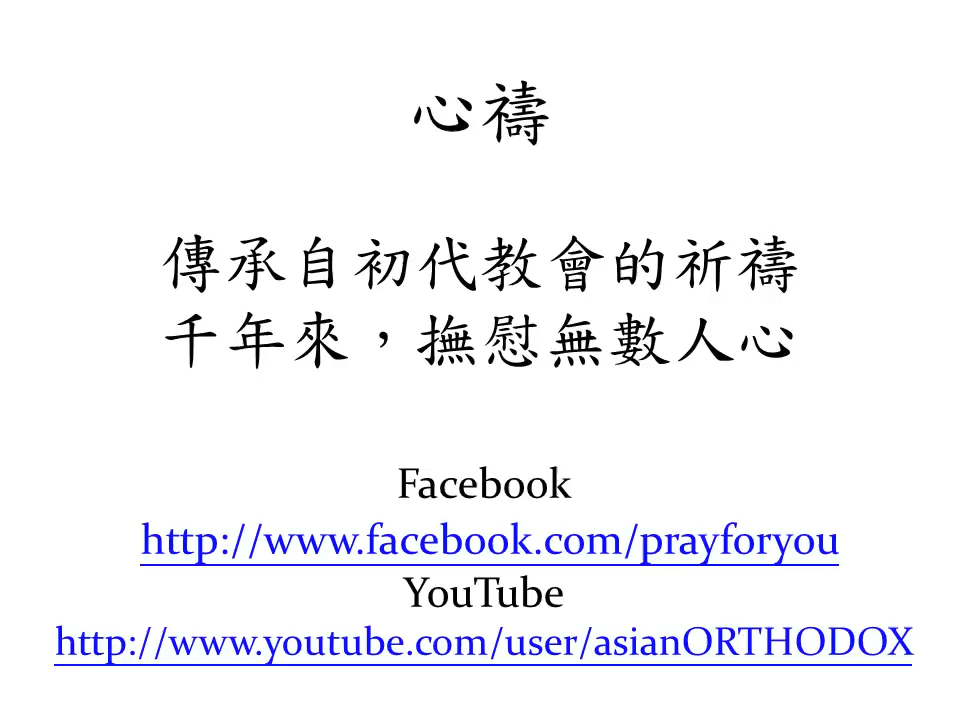 心禱
傳承自初代教會的祈禱
千年來，撫慰無數人心
Facebook
http://www.facebook.com/prayforyou
YouTube
http://www.youtube.com/user/asianORTHODOX